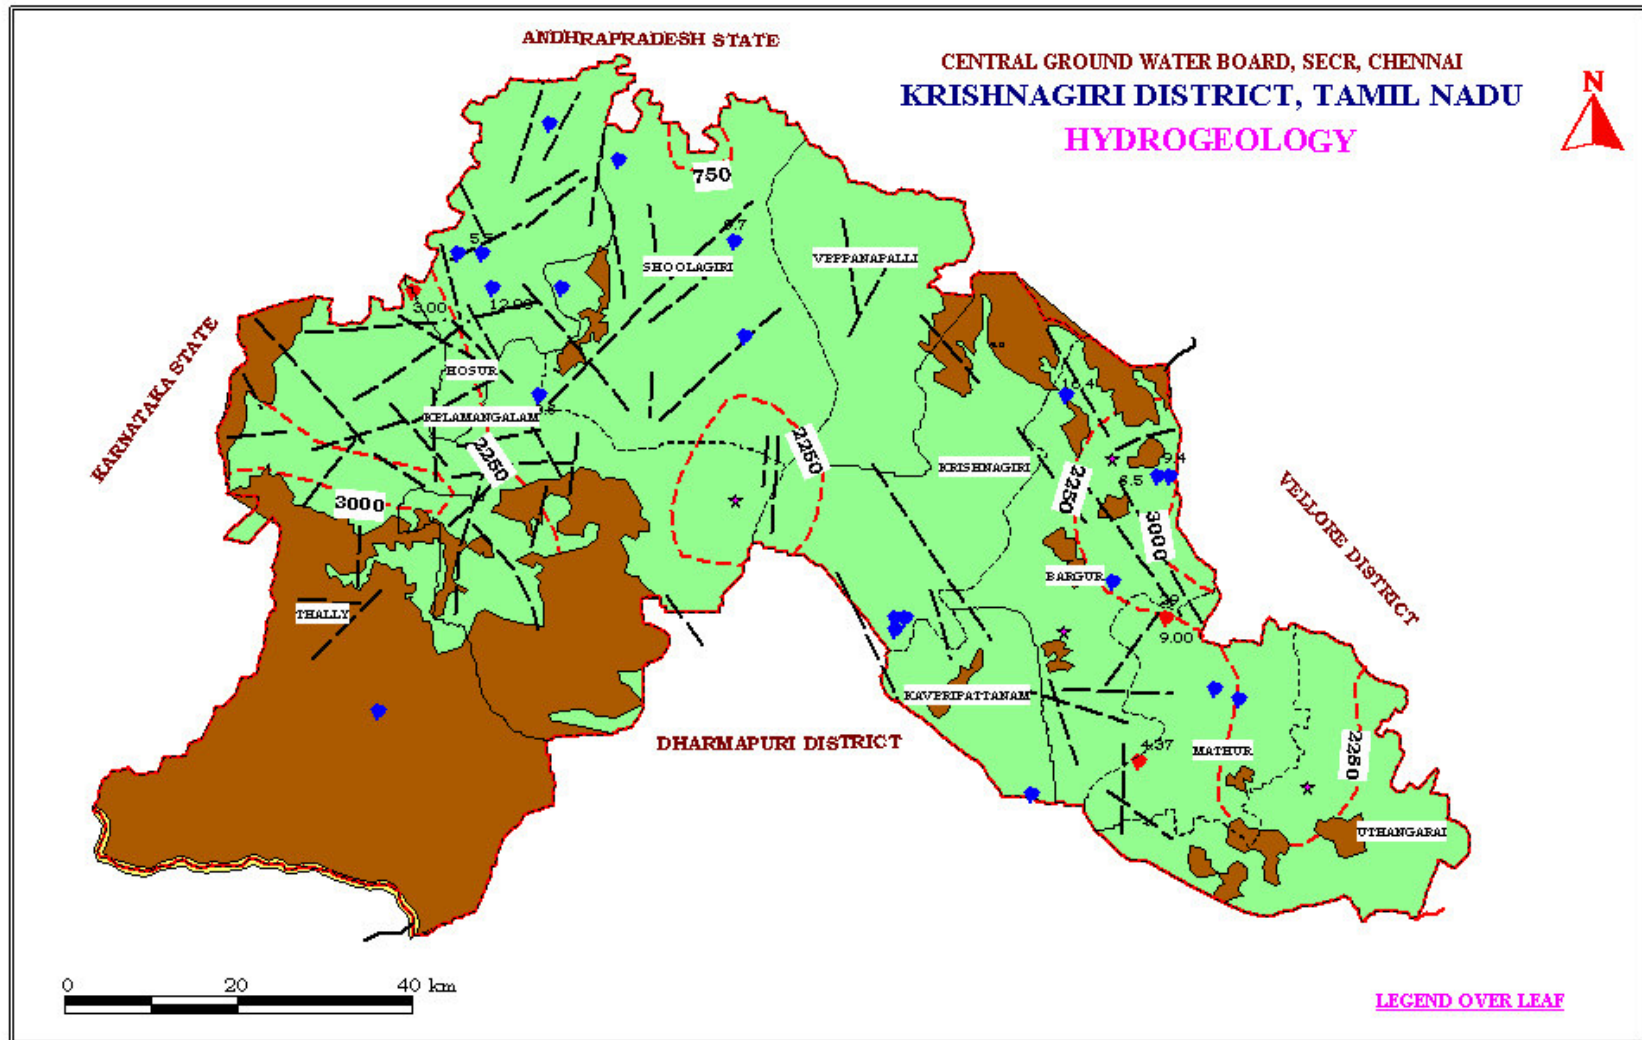 ANDHRAPRADESH STATE
CENTRAL GROUND WATER BOARD, SECR, CHENNAI
KRISHNAGIRI DISTRICT, TAMIL NADU
HYDROGEOLOGY
N
750
SHOOLAGIRI
VEPPANAPALLI
3.00
12.00
KARNATAKA STATE
HOSUR
KELAMANGALAM
2250
2250
KRISHNAGIRI
2250
9.4
6.5
3000
3000
VELLORE DISTRICT
BARGUR
THALLY
9.00
KAVERIPATTANAM
DHARMAPURI DISTRICT
4.37
MATHUR
2250
UTHANGARAI
0 20 40 km
LEGEND OVER LEAF